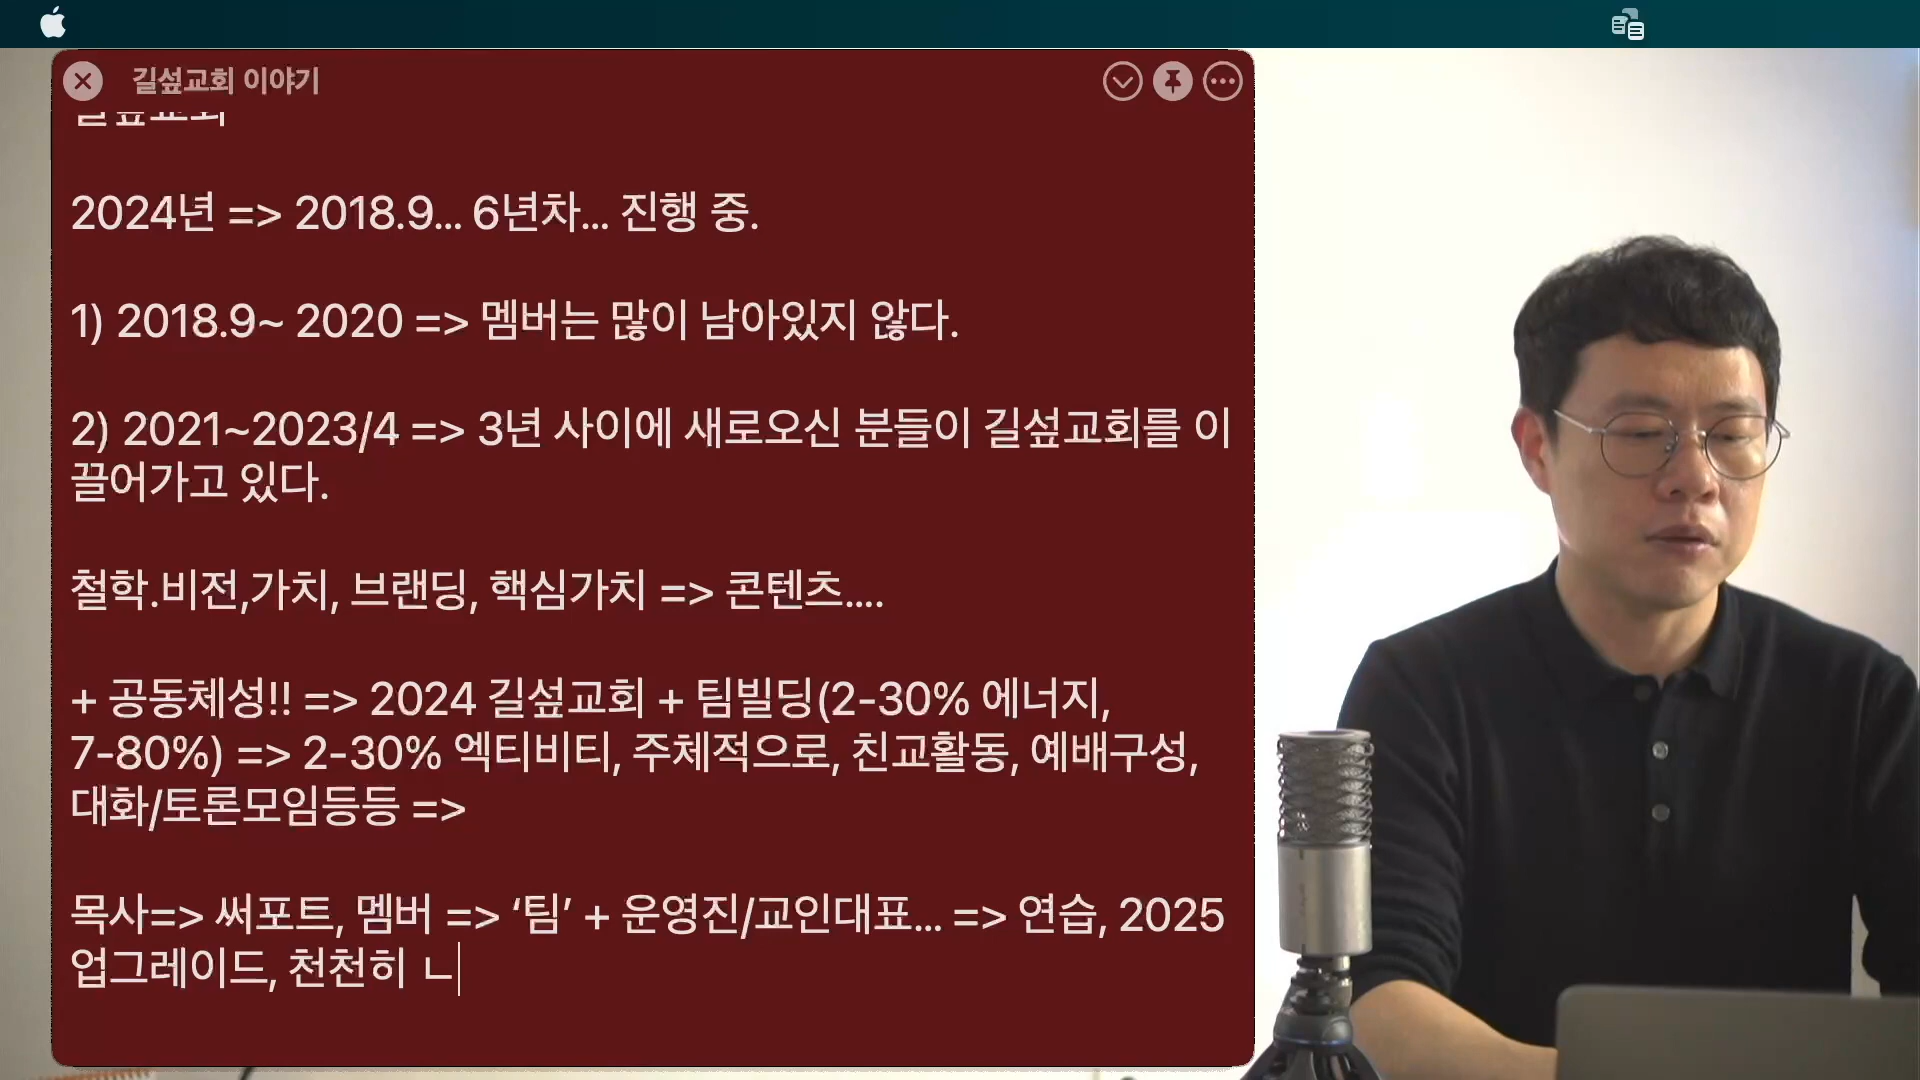 길섶교회 이야기
길섶교회
2024년 => 2018.9... 6년차... 진행 중.
1) 2018.9~ 2020 => 멤버는 많이 남아있지 않다.
2) 2021~2023/4 => 3년 사이에 새로오신 분들이 길섶교회를 이
끌어가고 있다.
철학.비전,가치, 브랜딩, 핵심가치 => 콘텐츠....
+ 공동체성!! => 2024 길섶교회 + 팀빌딩(2-30% 에너지,
7-80%) => 2-30% 엑티비티, 주체적으로, 친교활동, 예배구성,
대화/토론모임등등 =>
목사=> 써포트, 멤버 => ‘팀’ + 운영진/교인대표... => 연습, 2025
업그레이드, 천천히 ㄴ